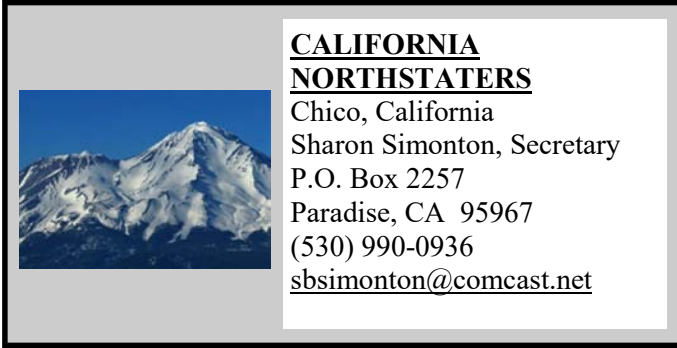 CALIFORNIA
NORTHSTATERS
Chico, California
Sharon Simonton, Secretary
P.O. Box 2257
Paradise, CA  95967
(530) 990-0936
sbsimonton@comcast.net